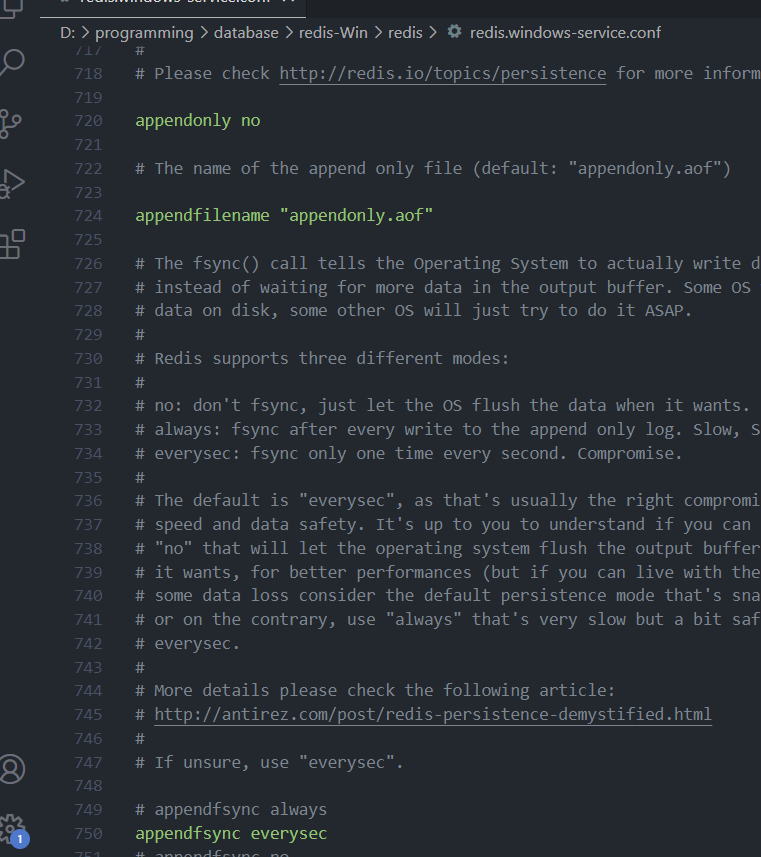 redis.windows-service.conf
D: > programming > database > redis-Win > redis > redis.windows-service.conf
717 #
718 # Please check http://redis.io/topics/persistence for more inform
719
720 appendonly no
721
722 # The name of the append only file (default: "appendonly.aof")
723
724 appendfilename "appendonly.aof"
725
726 # The fsync() call tells the Operating System to actually write d
727 # instead of waiting for more data in the output buffer. Some OS
728 # data on disk, some other OS will just try to do it ASAP.
729 #
730 # Redis supports three different modes:
731 #
732 # no: don't fsync, just let the OS flush the data when it wants.
733 # always: fsync after every write to the append only log. Slow, S
734 # everysec: fsync only one time every second. Compromise.
735 #
736 # The default is "everysec", as that's usually the right compromi
737 # speed and data safety. It's up to you to understand if you can
738 # "no" that will let the operating system flush the output buffer
739 # it wants, for better performances (but if you can live with the
740 # some data loss consider the default persistence mode that's sna
741 # or on the contrary, use "always" that's very slow but a bit saf
742 # everysec.
743 #
744 # More details please check the following article:
745 # http://antirez.com/post/redis-persistence-demystified.html
746 #
747 # If unsure, use "everysec".
748
749 # appendfsync always
750 appendfsync everysec
751 # appendfsync no
1